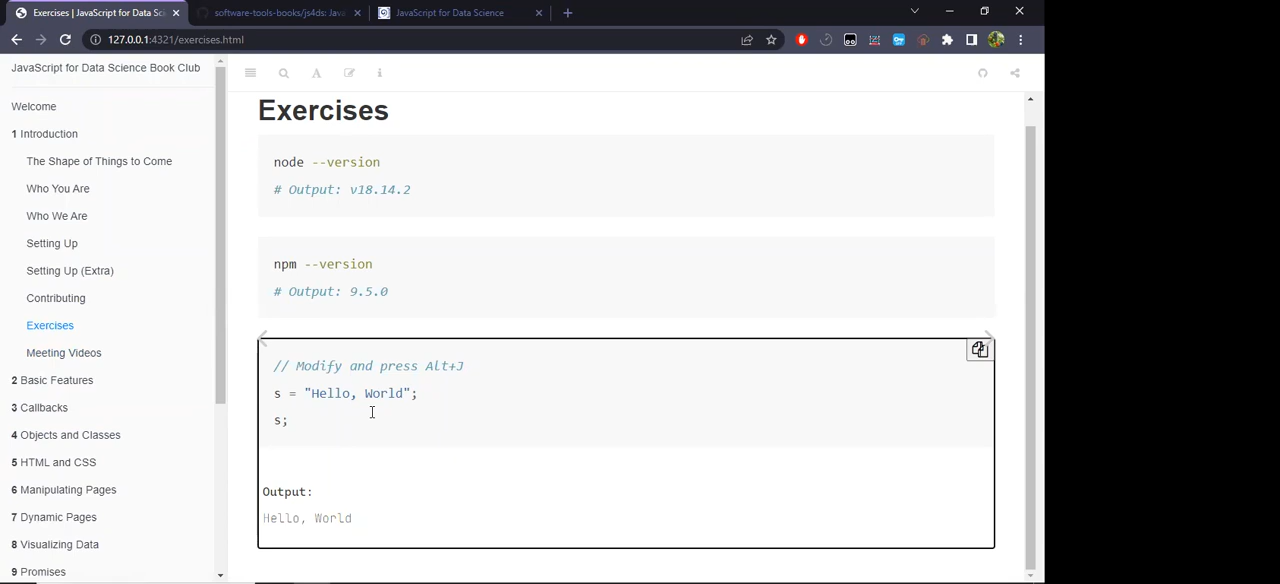 Exercises | JavaScript for Data Sc
software-tools-books/js4ds: Java
JavaScript for Data Science
127.0.0.1:4321/exercises.html
JavaScript for Data Science Book Club
Welcome
1 Introduction
The Shape of Things to Come
Who You Are
Who We Are
Setting Up
Setting Up (Extra)
Contributing
Exercises
Meeting Videos
2 Basic Features
3 Callbacks
4 Objects and Classes
5 HTML and CSS
6 Manipulating Pages
7 Dynamic Pages
8 Visualizing Data
9 Promises
Exercises
node --version
# Output: v18.14.2
npm --version
# Output: 9.5.0
// Modify and press Alt+J
s = "Hello, World";
s;
Output:
Hello, World